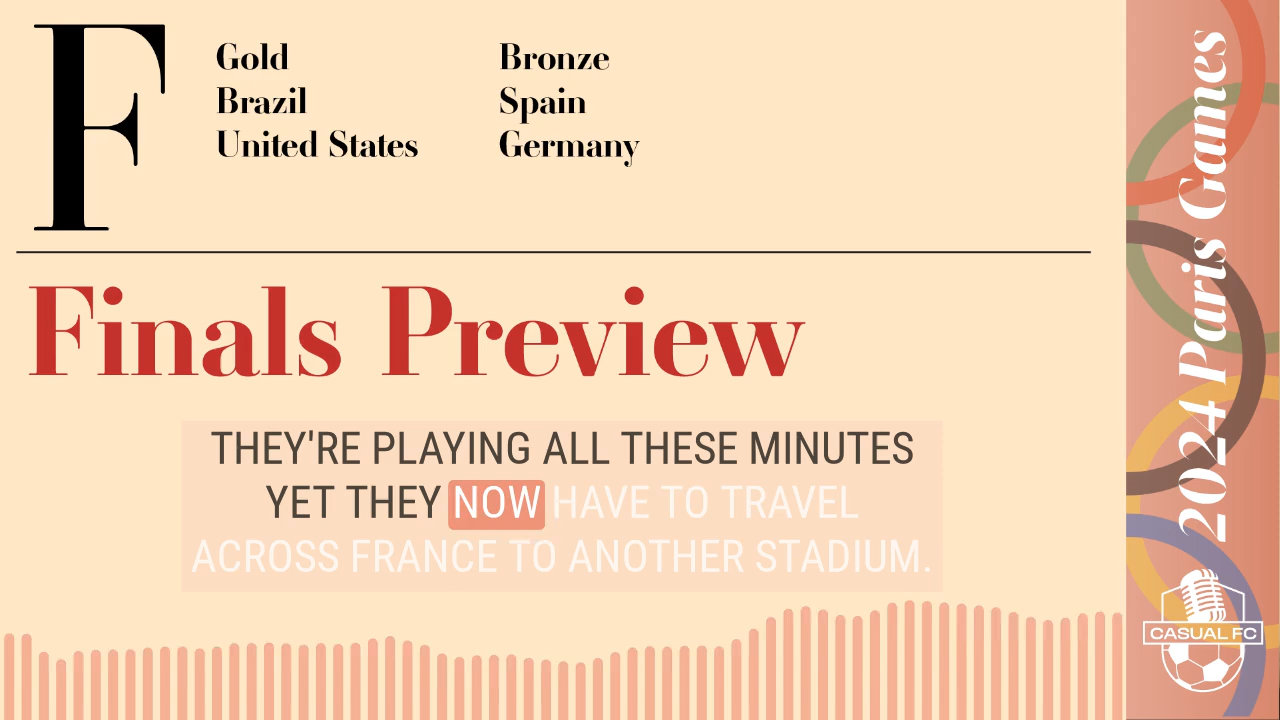 F
Gold
Brazil
United States
Bronze
Spain
Germany
Finals Preview
THEY'RE PLAYING ALL THESE MINUTES
YET THEY NOW HAVE TO TRAVEL
ACROSS FRANCE TO ANOTHER STADIUM.
2024 Paris Games
CASUAL FC